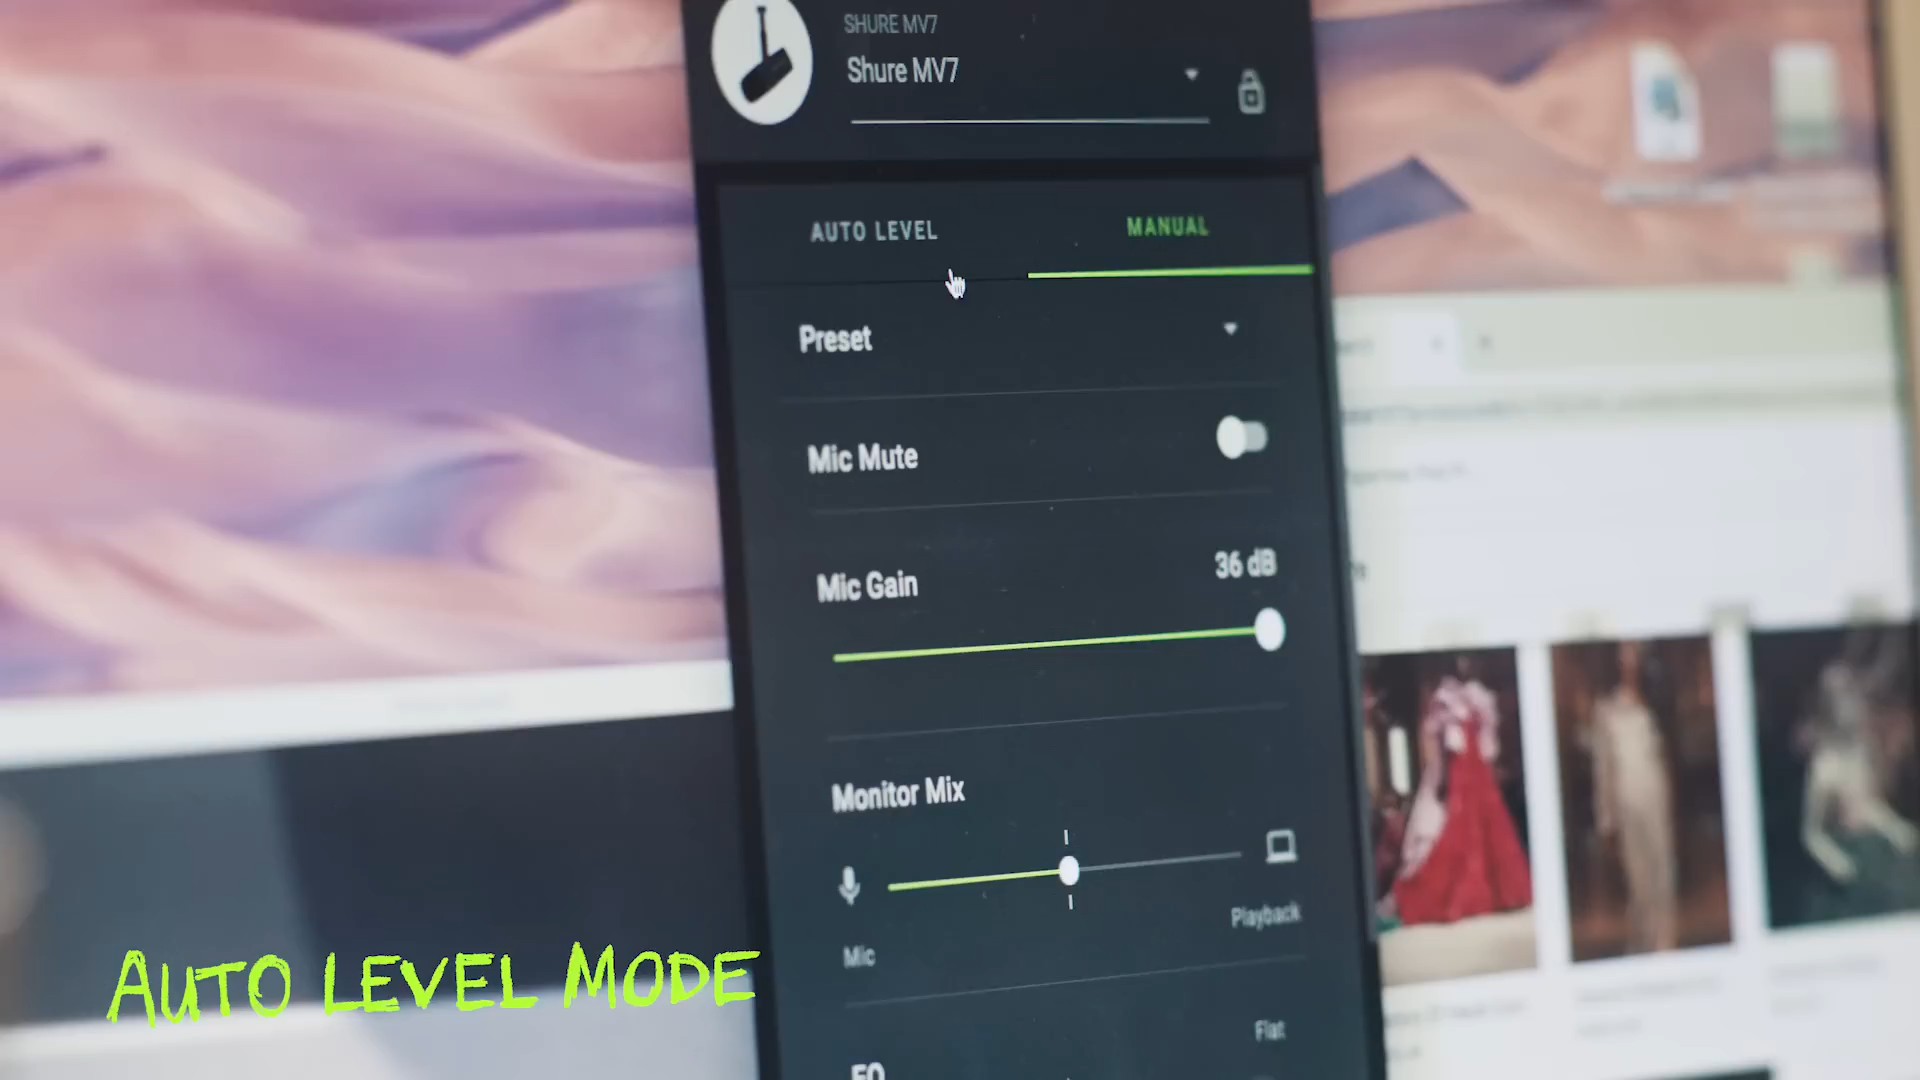 SHURE MV7
Shure MV7
AUTO LEVEL
MANUAL
Preset
Mic Mute
Mic Gain
36 dB
Monitor Mix
Mic
Playback
Flat
EQ
AUTO LEVEL MODE